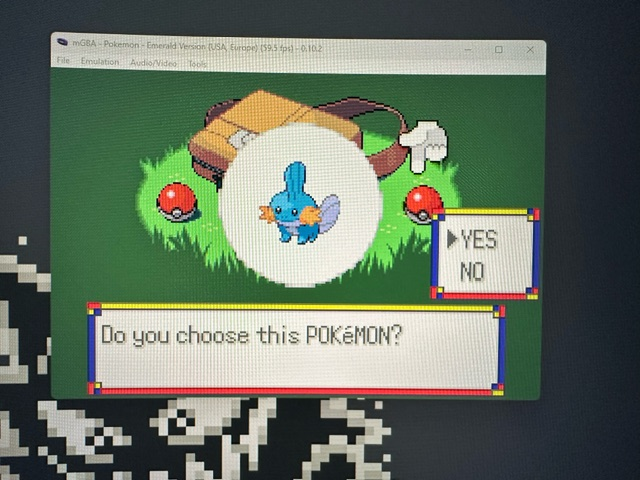 mGBA - Pokemon - Emerald Version (USA, Europe) (59.5 fps) - 0.10.2
File Emulation Audio/Video Tools
YES
NO
Do you choose this POKéMON?